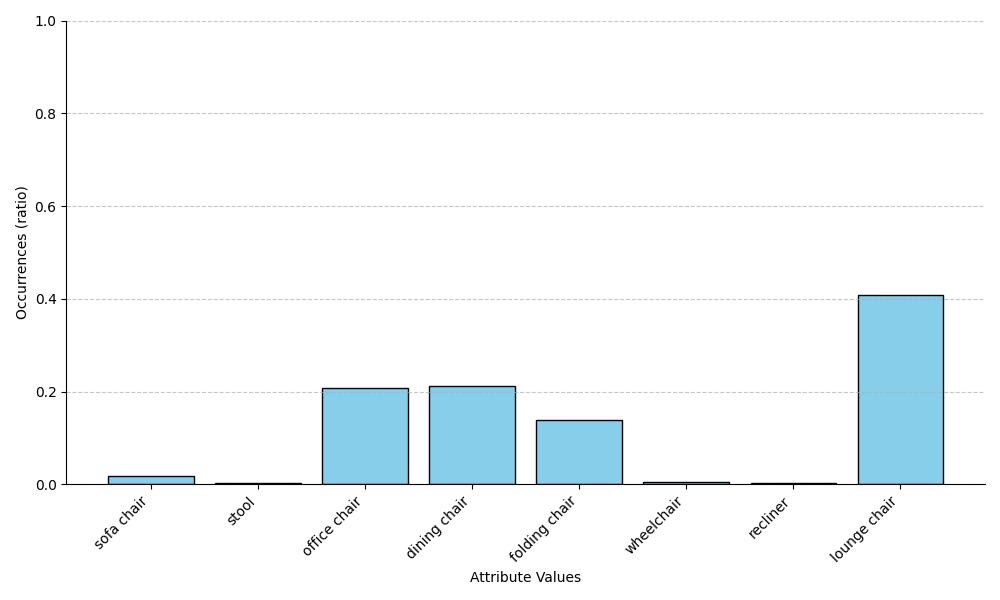 1.0
0.8
0.6
0.4
0.2
0.0
Occurrences (ratio)
sofa chair
stool
office chair
dining chair
folding chair
wheelchair
recliner
lounge chair
Attribute Values